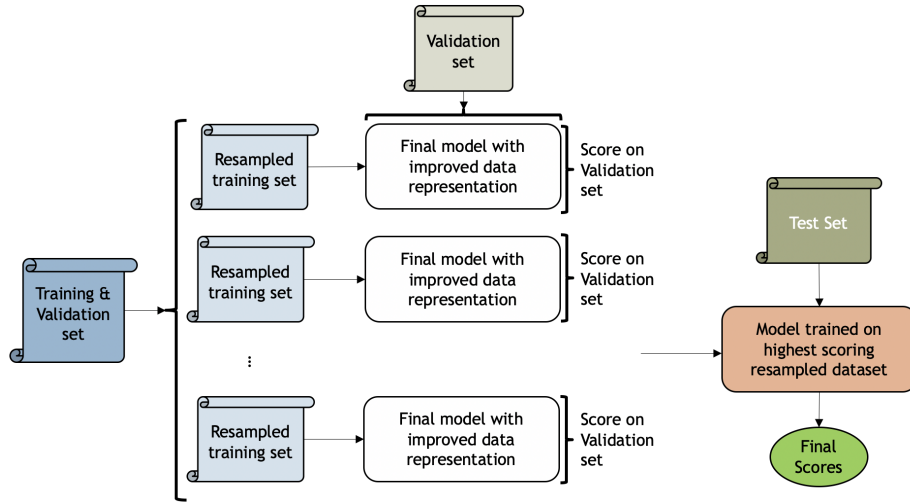 Validation
set
Resampled
training set
Final model with
improved data
representation
Score on
Validation
set
Test Set
Training &
Validation
set
Resampled
training set
Final model with
improved data
representation
Score on
Validation
set
Model trained on
highest scoring
resampled dataset
...
Resampled
training set
Final model with
improved data
representation
Score on
Validation
set
Final
Scores